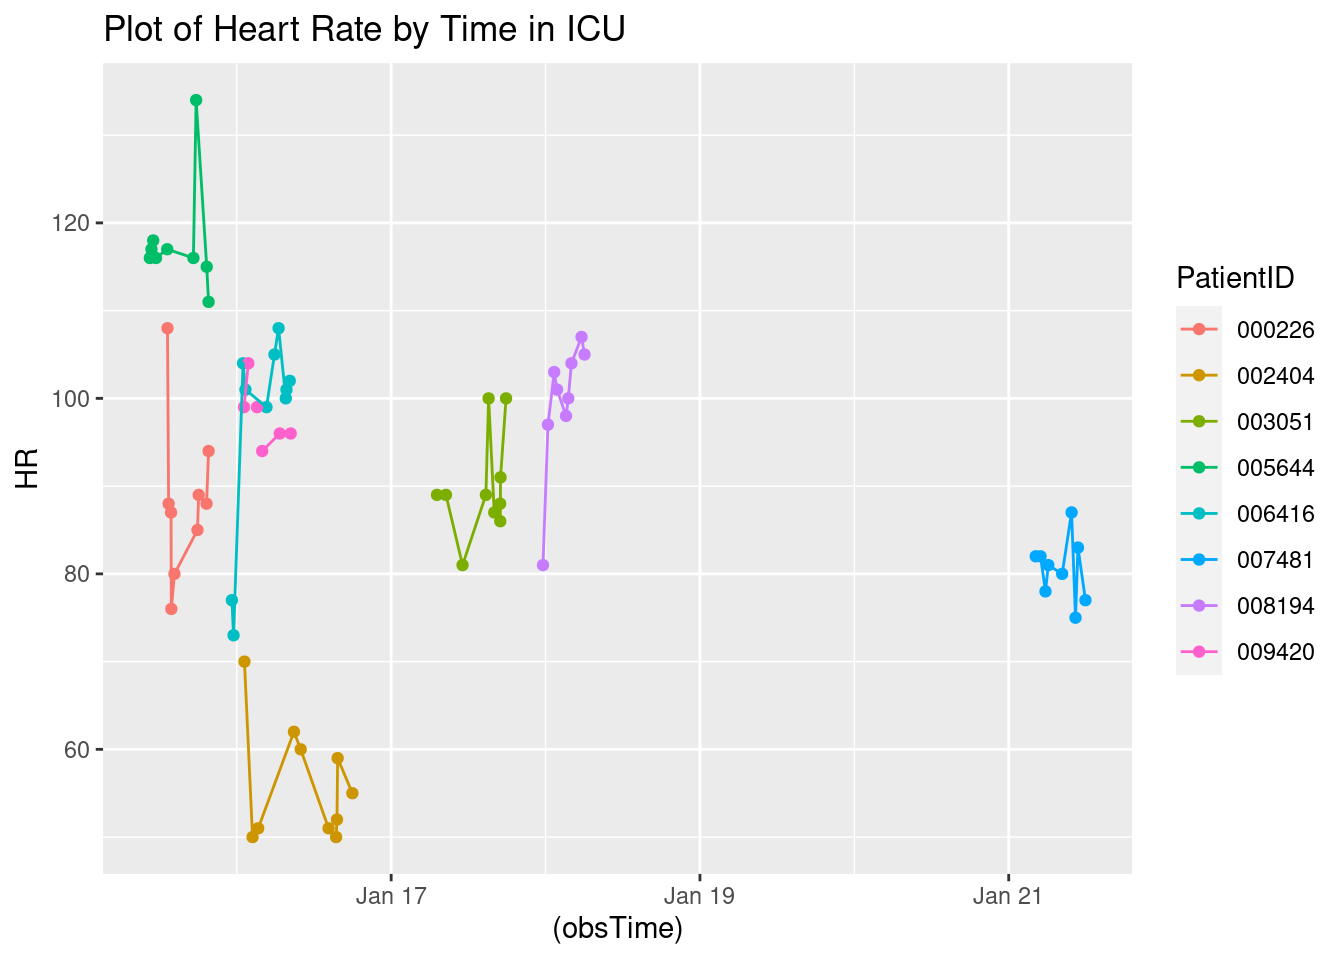 Plot of Heart Rate by Time in ICU
HR
120
100
80
60
Jan 17
Jan 19
Jan 21
(obsTime)
PatientID
000226
002404
003051
005644
006416
007481
008194
009420